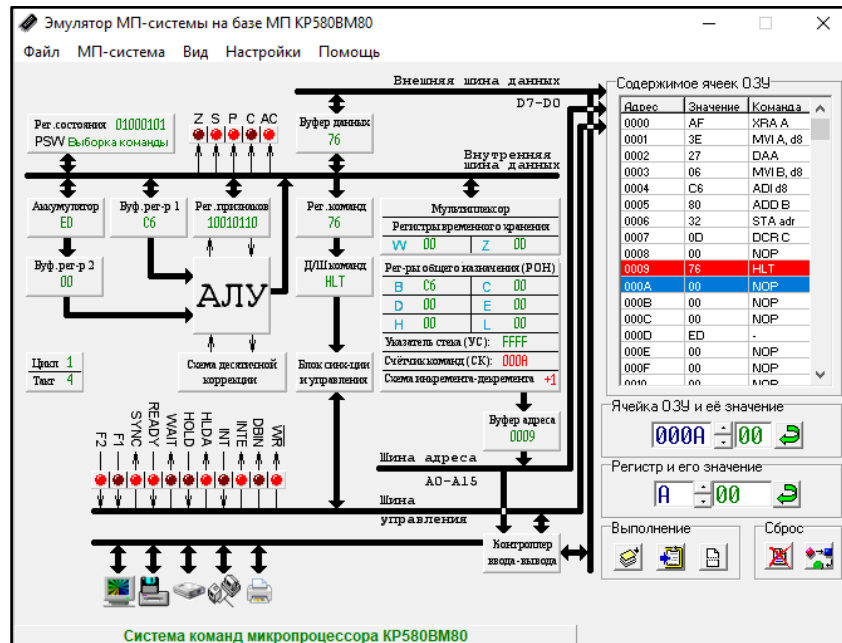 Эмулятор МП-системы на базе МП КР580ВМ80
Файл МП-система Вид Настройки Помощь
Внешняя шина данных
D7-D0
Рег.состояния 01000101
PSW Выборка команды
Z S P C AC
Буфер данных
76
Внутренняя
шина данных
Аккумулятор
ED
Буф.рег-р 1
C6
Рег.признаков
10010110
Рег.команд
76
Буф.рег-р 2
00
АЛУ
Д/Ш команд
HLT
Мультиплексор
Регистры временного хранения
W 00 Z 00
Рег-ры общего назначения (РОН)
B C6 C 00
D 00 E 00
H 00 L 00
Указатель стека (УС): FFFF
Счётчик команд (СК): 000A
Схема инкремента-декремента +1
Цикл 1
Такт 4
Схема десятичной
коррекции
Блок синх-ции
и управления
Буфер адреса
0009
F2 F1 SYNC READY WAIT HOLD HLDA INT INTE DBIN WR
Шина адреса
A0-A15
Шина
управления
Контроллер
ввода-вывода
Система команд микропроцессора КР580ВМ80
Содержимое ячеек ОЗУ
Адрес Значение Команда
0000 AF XRA A
0001 3E MVI A, d8
0002 27 DAA
0003 06 MVI B, d8
0004 C6 ADI d8
0005 80 ADD B
0006 32 STA adr
0007 0D DCR C
0008 00 NOP
0009 76 HLT
000A 00 NOP
000B 00 NOP
000C 00 NOP
000D ED -
000E 00 NOP
000F 00 NOP
0010 00 NOP
Ячейка ОЗУ и её значение
000A 00
Регистр и его значение
A 00
Выполнение
Сброс